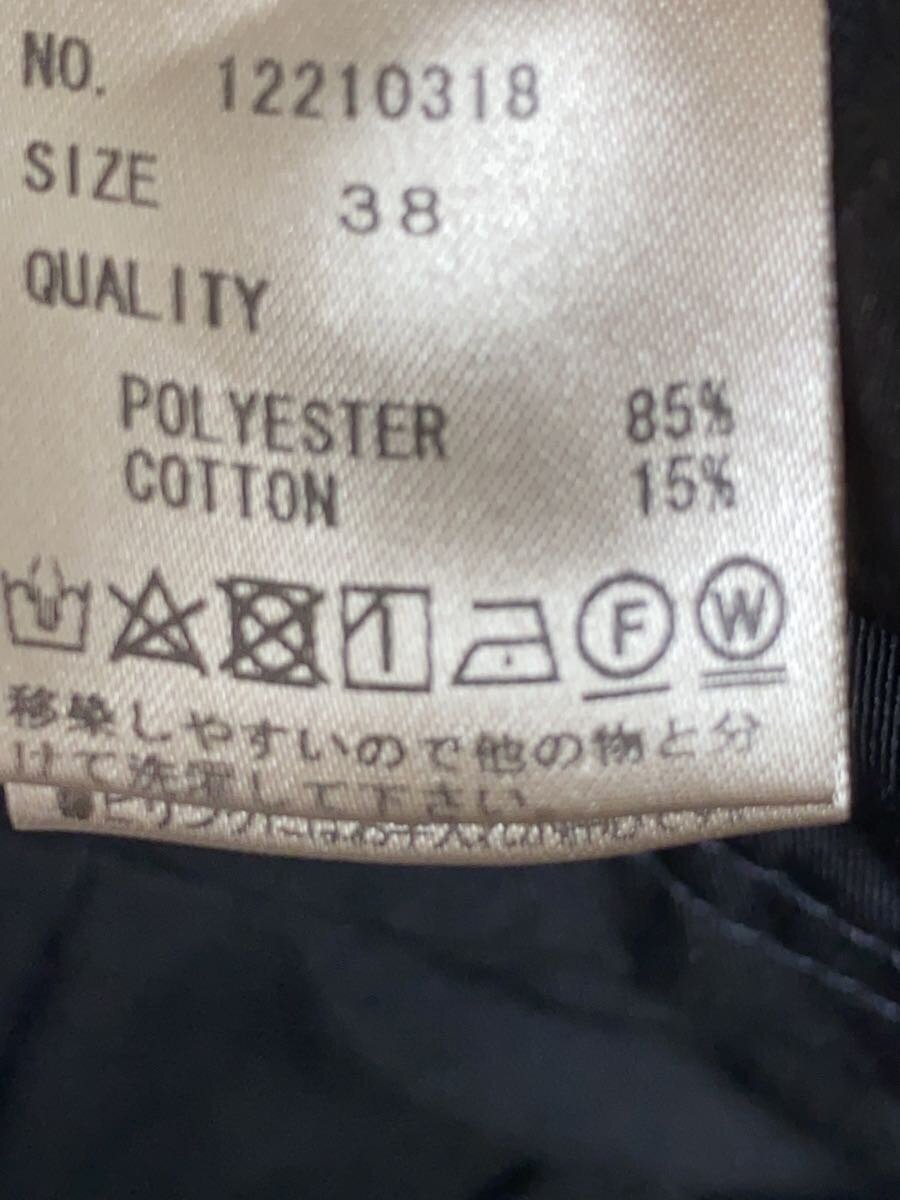 NO. 12210318
SIZE 38
QUALITY
POLYESTER 85%
COTTON 15%
F W
移染しやすいので他の物と分
けて洗濯して下さい。